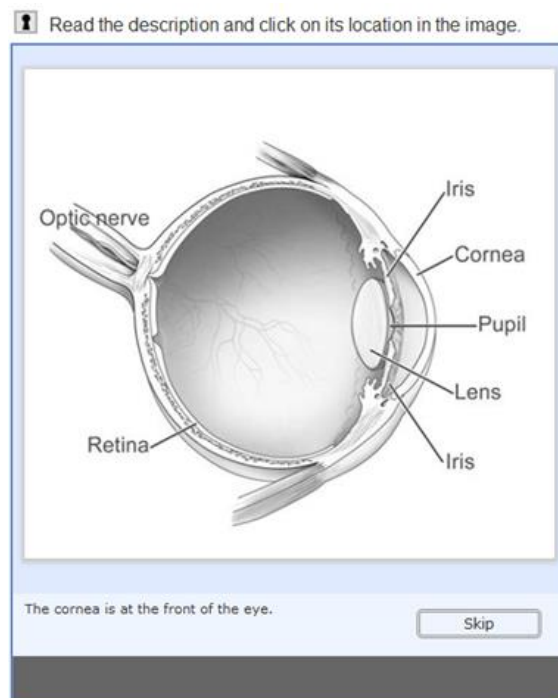 Read the description and click on its location in the image.
Iris
Optic nerve
Cornea
Pupil
Lens
Retina
Iris
The cornea is at the front of the eye.
Skip